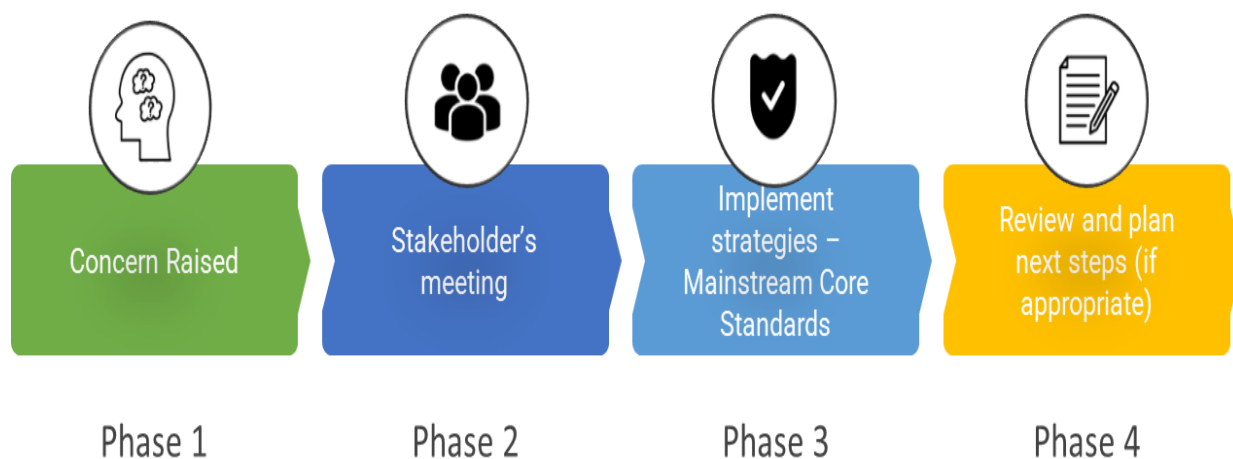 Concern Raised
Stakeholder’s
meeting
Implement
strategies –
Mainstream Core
Standards
Review and plan
next steps (if
appropriate)
Phase 1
Phase 2
Phase 3
Phase 4